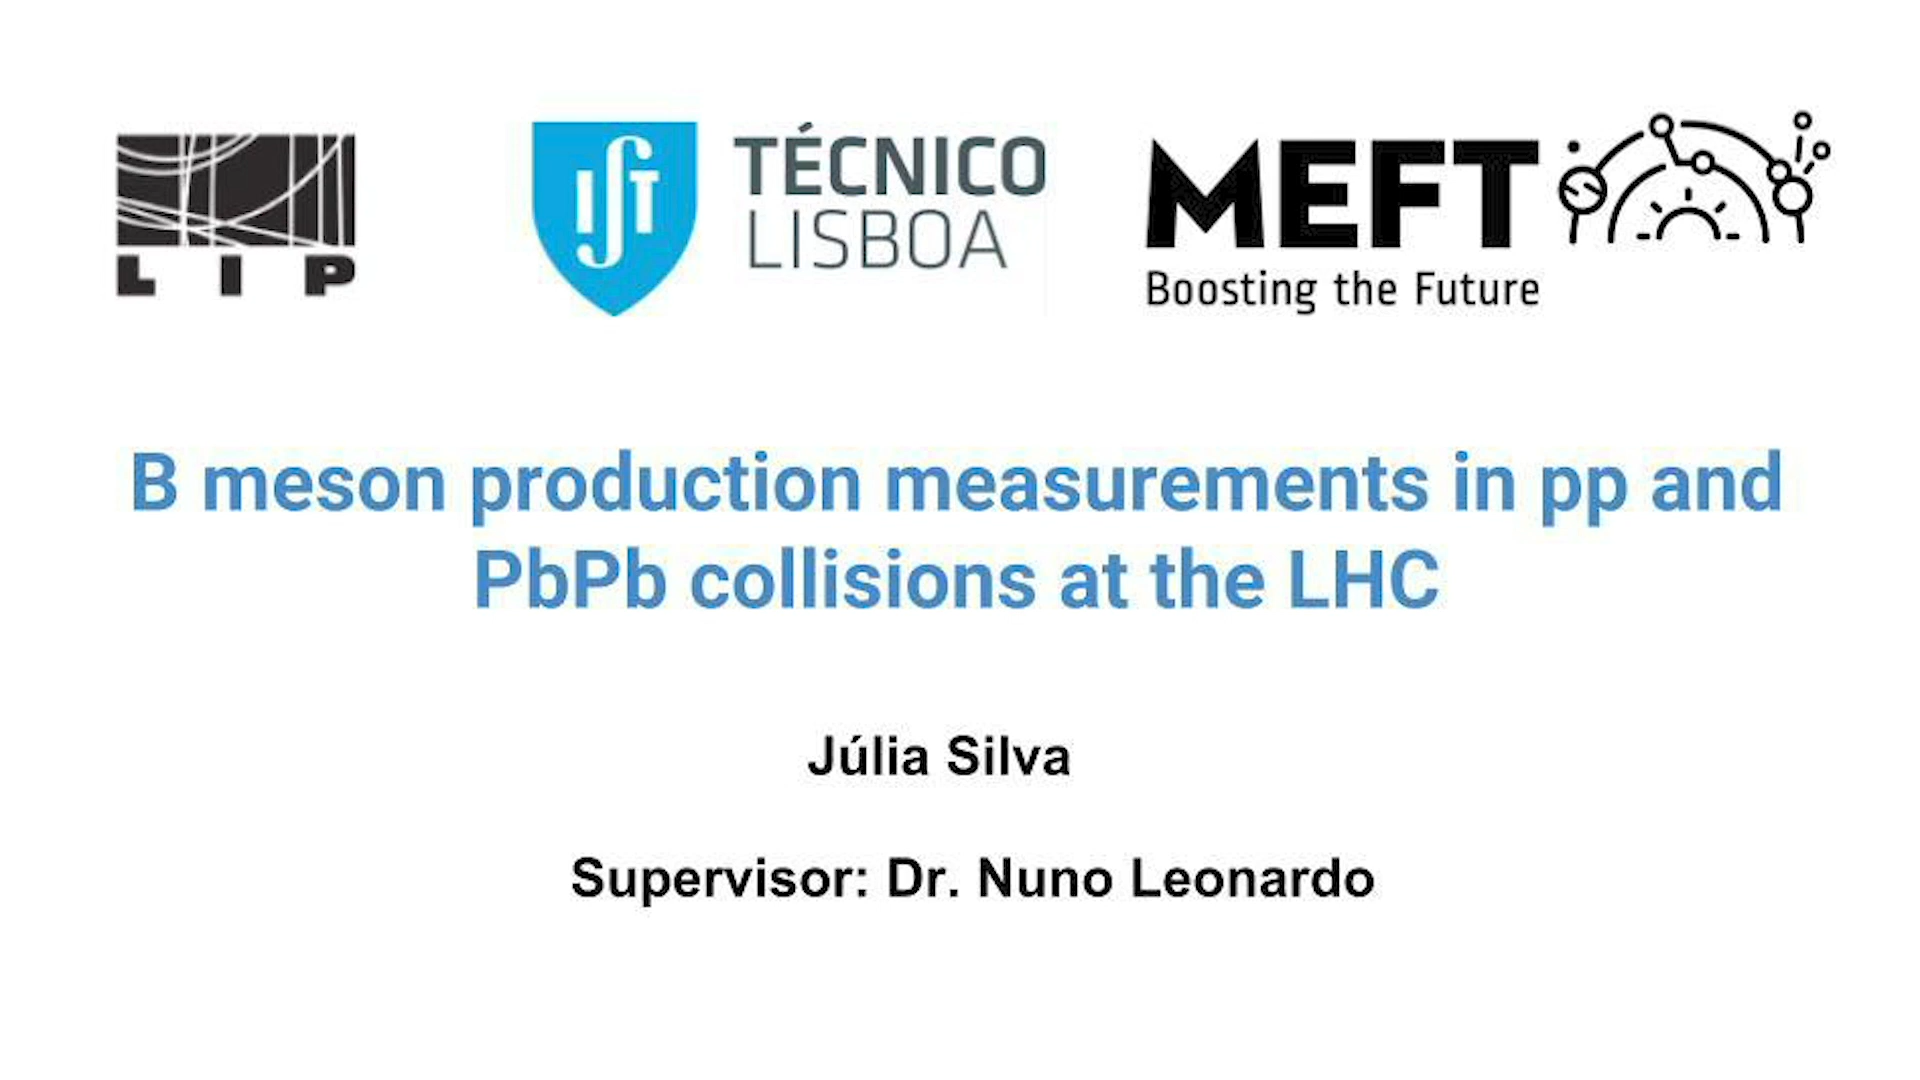 LIP
IST
TÉCNICO
LISBOA
MEFT
Boosting the Future
B meson production measurements in pp and
PbPb collisions at the LHC
Júlia Silva
Supervisor: Dr. Nuno Leonardo